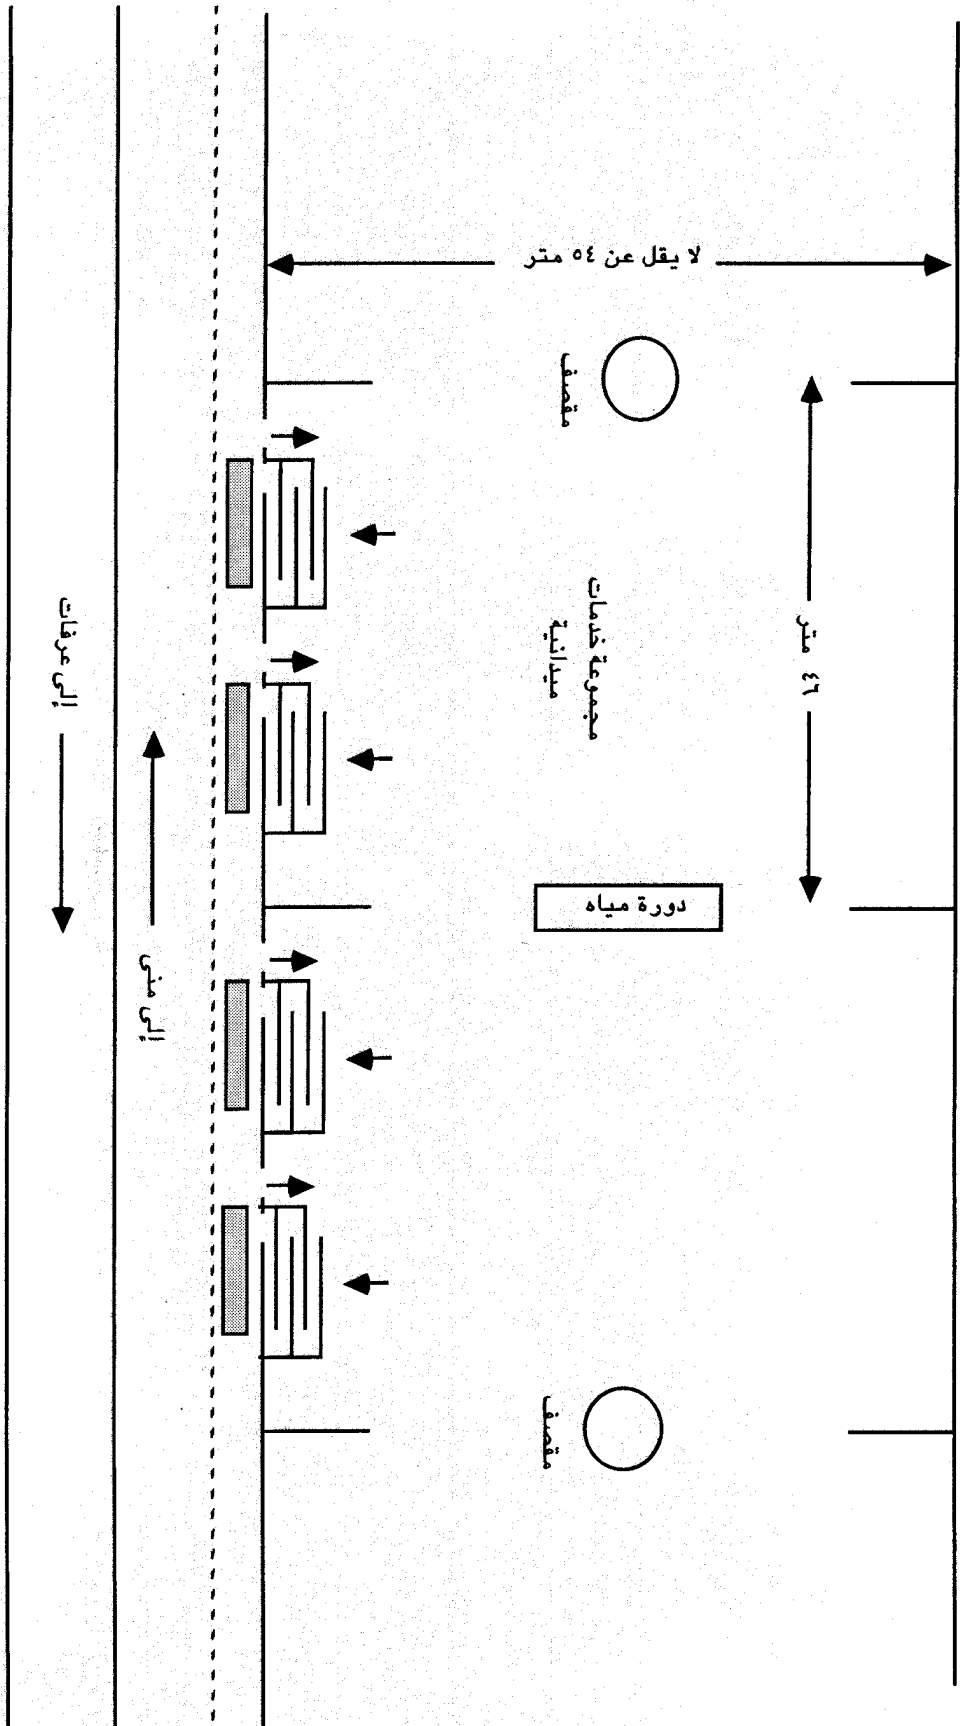 لا يقل عن ٥٤ متر
مقصف
٤٦ متر
مجموعة خدمات
ميدانية
إلى عرفات
دورة مياه
إلى منى
مقصف